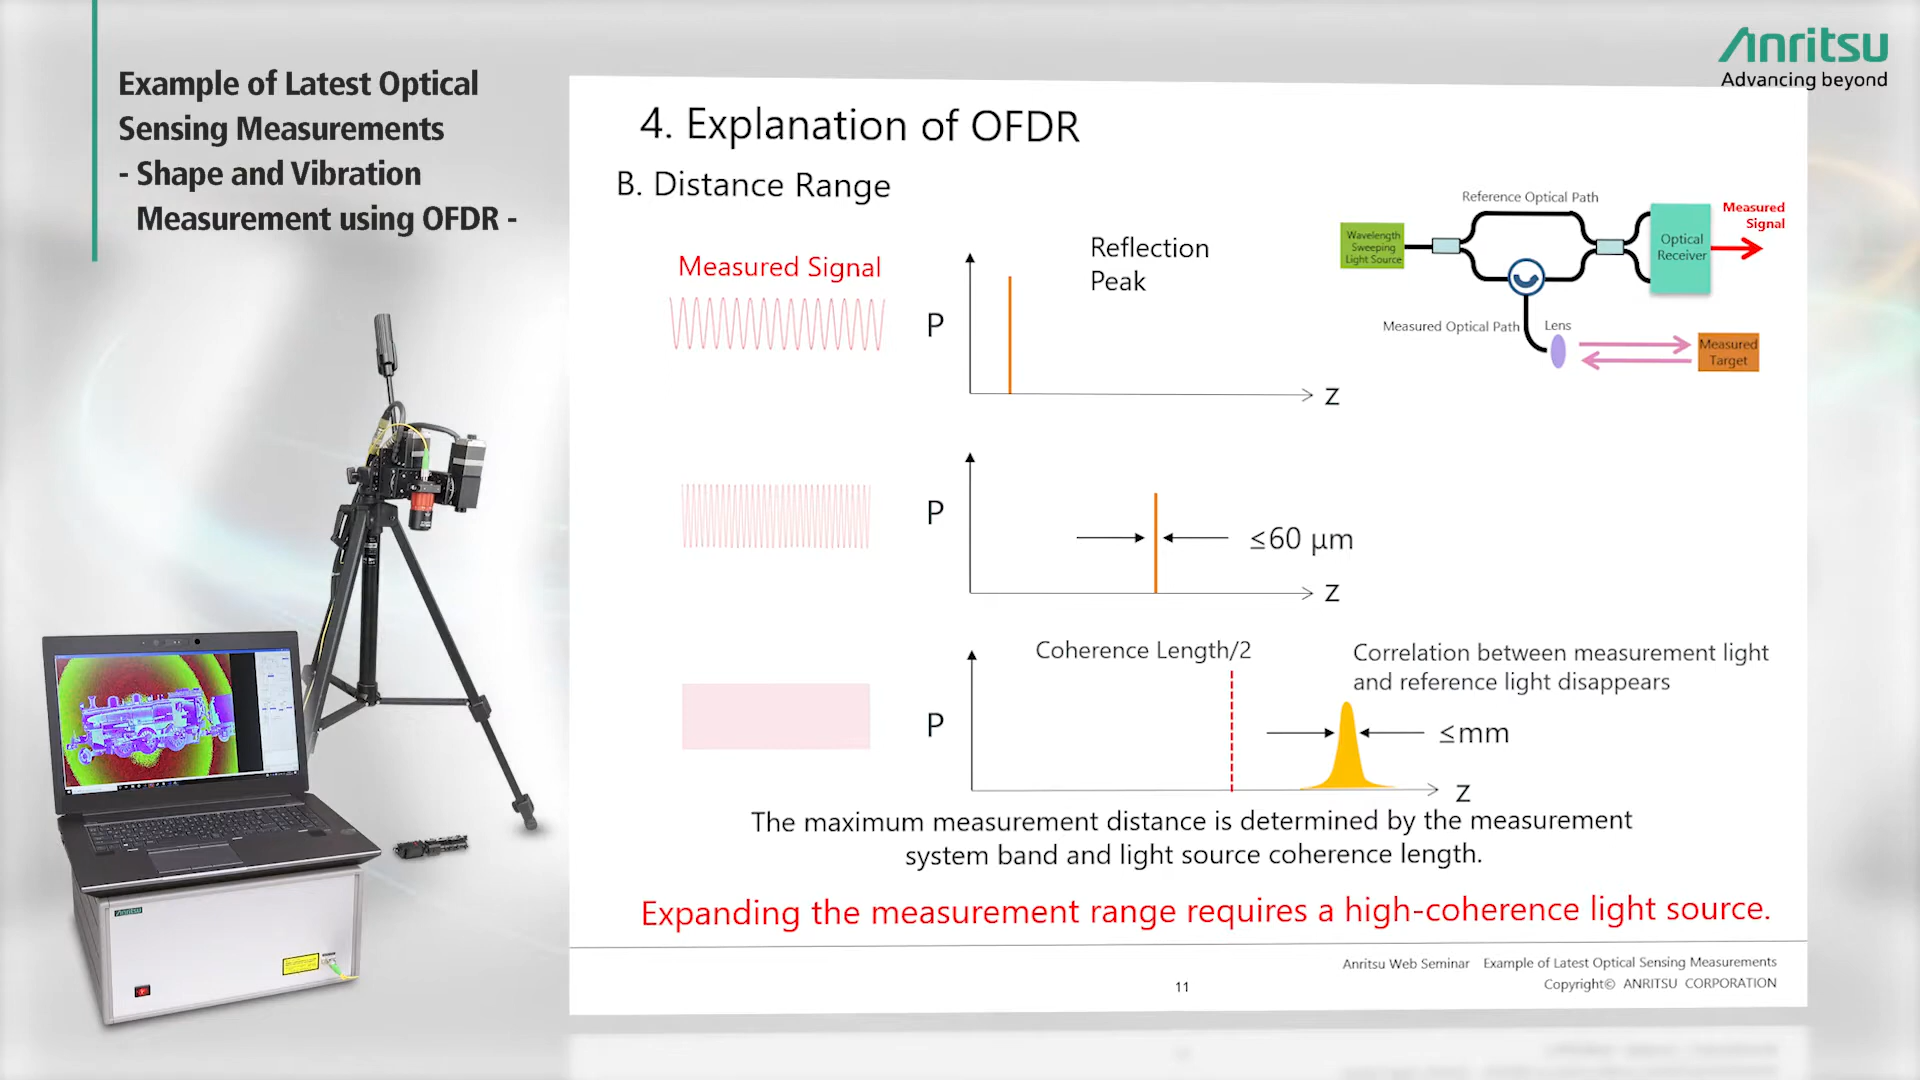 Anritsu
Advancing beyond
Example of Latest Optical
Sensing Measurements
- Shape and Vibration
Measurement using OFDR -
4. Explanation of OFDR
B. Distance Range
Measured Signal
Reflection
Peak
P
Z
Reference Optical Path
Wavelength
Sweeping
Light Source
Optical
Receiver
Measured
Signal
Measured Optical Path
Lens
Measured
Target
P
≤60 μm
Z
Coherence Length/2
Correlation between measurement light
and reference light disappears
P
≤mm
Z
The maximum measurement distance is determined by the measurement
system band and light source coherence length.
Expanding the measurement range requires a high-coherence light source.
Anritsu Web Seminar Example of Latest Optical Sensing Measurements
11
Copyright© ANRITSU CORPORATION
Anritsu